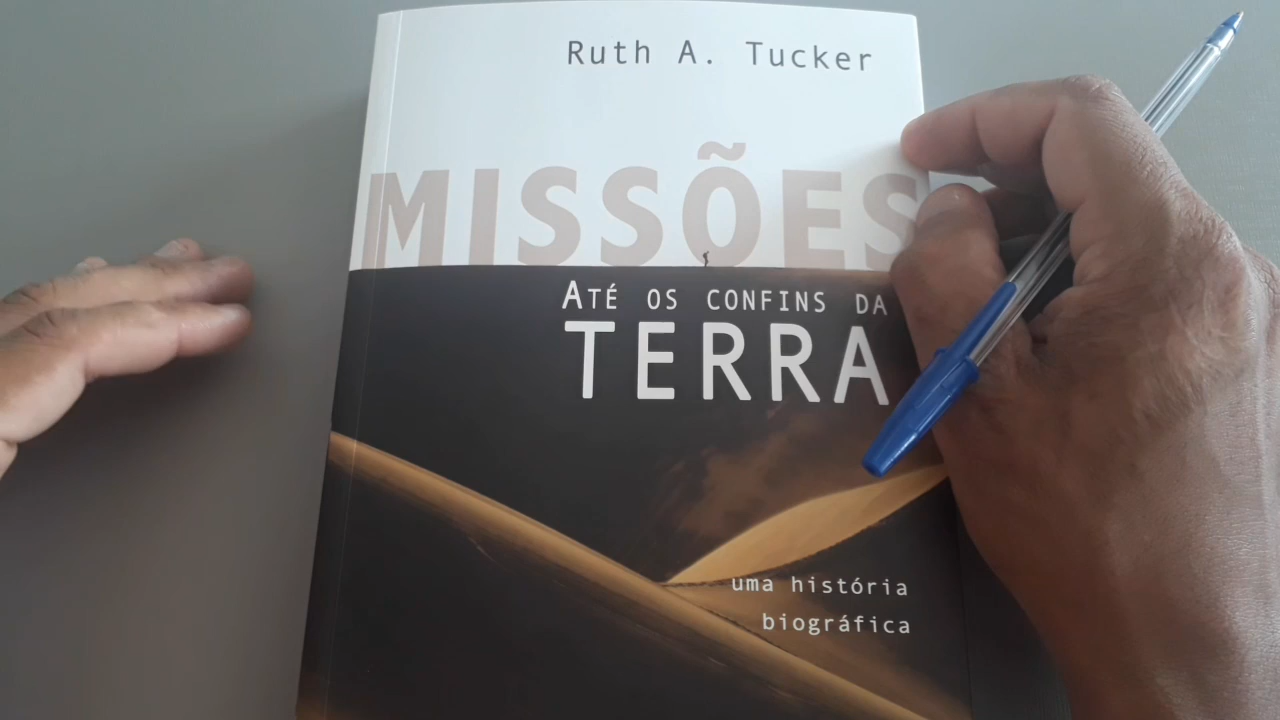 Ruth A. Tucker
MISSÕES
ATÉ OS CONFINS DA
TERRA
uma história
biográfica